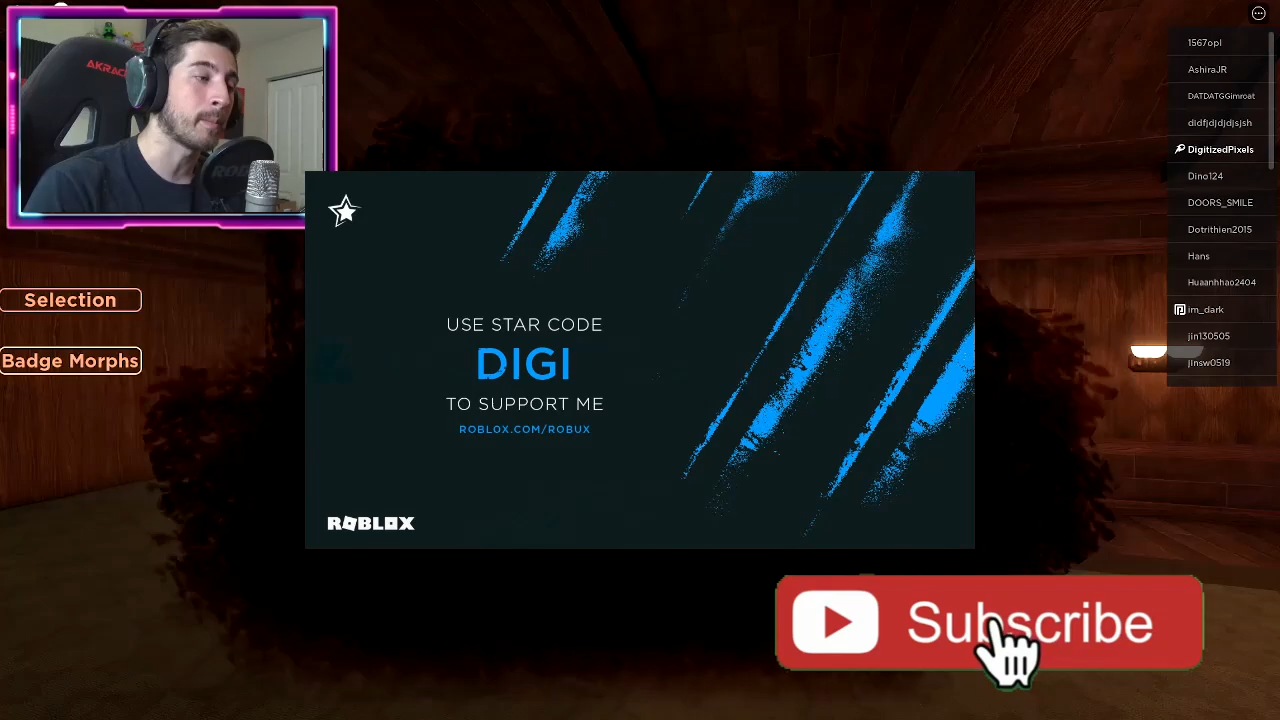 AKRAC
1567opl
AshiraJR
DATDATGGimroat
didfjdjdjdjsjsh
DigitizedPixels
Dino124
DOORS_SMILE
Dotrithien2015
Hans
Huaanhhao2404
im_dark
jin130505
jinsw0519
Selection
Badge Morphs
USE STAR CODE
DIGI
TO SUPPORT ME
ROBLOX.COM/ROBUX
ROBLOX
Subscribe